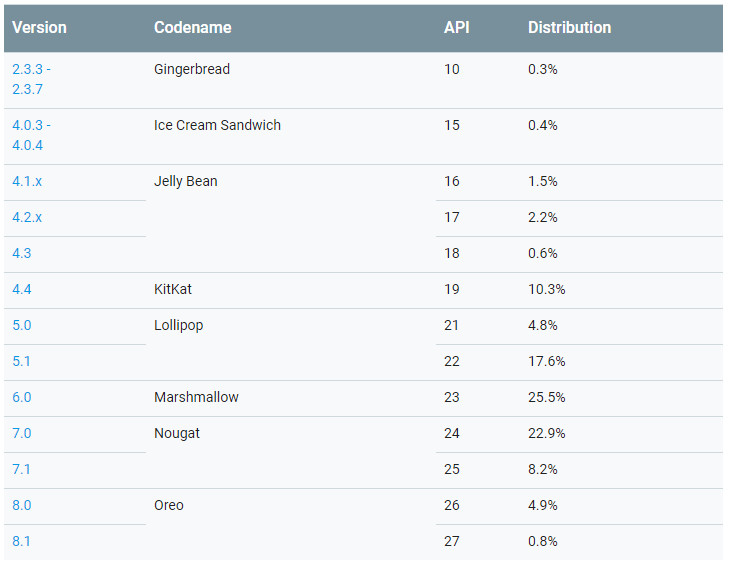 Version Codename API Distribution
2.3.3 - Gingerbread 10 0.3%
2.3.7
4.0.3 - Ice Cream Sandwich 15 0.4%
4.0.4
4.1.x Jelly Bean 16 1.5%
4.2.x 17 2.2%
4.3 18 0.6%
4.4 KitKat 19 10.3%
5.0 Lollipop 21 4.8%
5.1 22 17.6%
6.0 Marshmallow 23 25.5%
7.0 Nougat 24 22.9%
7.1 25 8.2%
8.0 Oreo 26 4.9%
8.1 27 0.8%